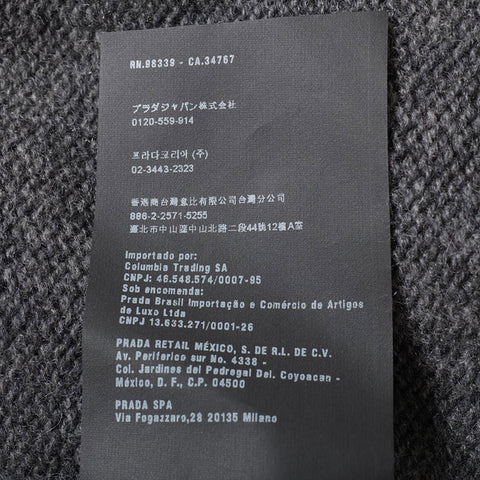 RN.98339 - CA.34767
プラダジャパン株式会社
0120-559-914
프라다코리아 (주)
02-3443-2323
香港商台灣意比有限公司台灣分公司
886-2-2571-5255
臺北市中山區中山北路二段44號12樓A室
Importado por:
Columbia Trading SA
CNPJ: 46.548.574/0007-95
Sob encomenda:
Prada Brasil Importação e Comércio de Artigos
de Luxo Ltda
CNPJ 13.633.271/0001-26
PRADA RETAIL MÉXICO, S. DE R.L. DE C.V.
Av. Periferico sur No. 4338 -
Col. Jardines del Pedregal Del. Coyoacan -
México, D. F., C.P. 04500
PRADA SPA
Via Fogazzaro,28 20135 Milano